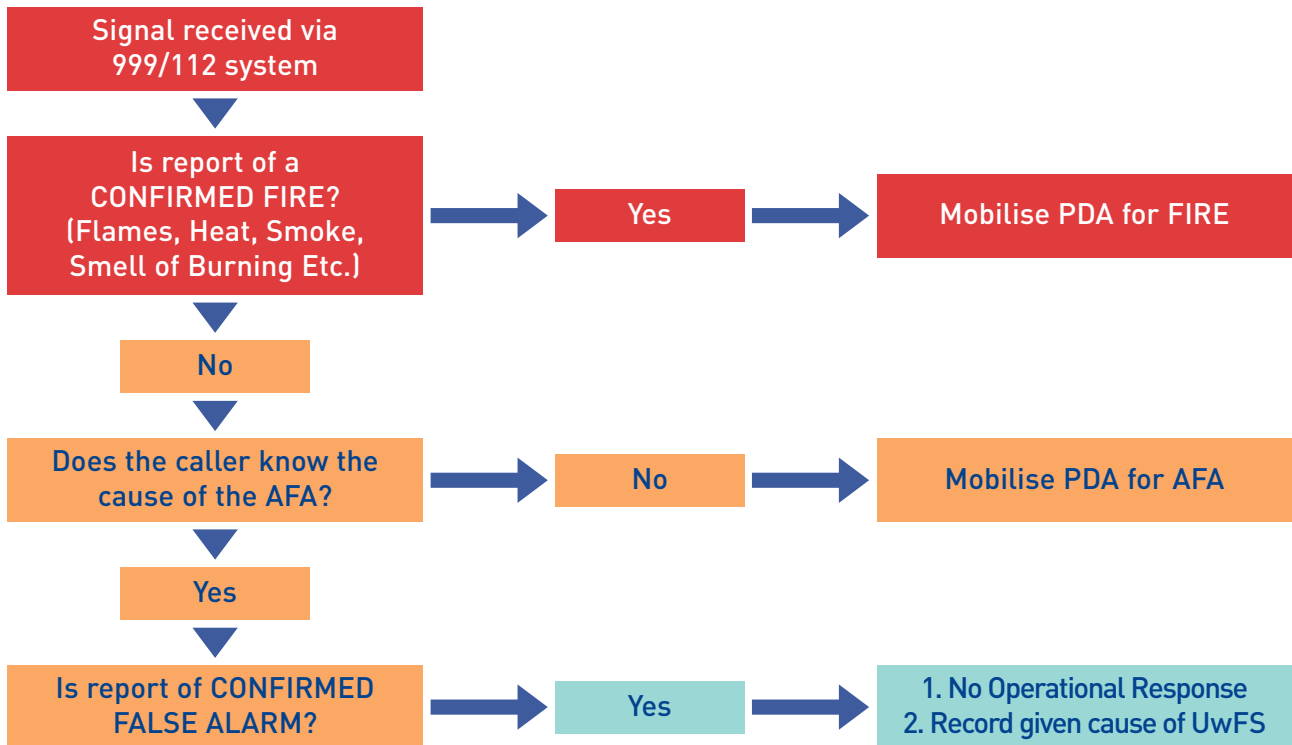 Signal received via
999/112 system
Is report of a
CONFIRMED FIRE?
(Flames, Heat, Smoke,
Smell of Burning Etc.)
Yes
Mobilise PDA for FIRE
No
Does the caller know the
cause of the AFA?
No
Mobilise PDA for AFA
Yes
Is report of CONFIRMED
FALSE ALARM?
Yes
1. No Operational Response
2. Record given cause of UwFS